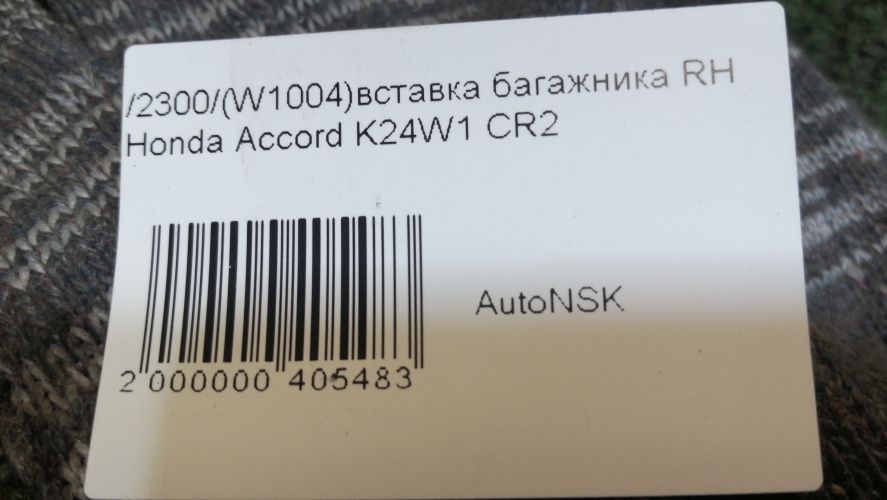 /2300/(W1004)вставка багажника RH
Honda Accord K24W1 CR2
AutoNSK
2 000000 405483